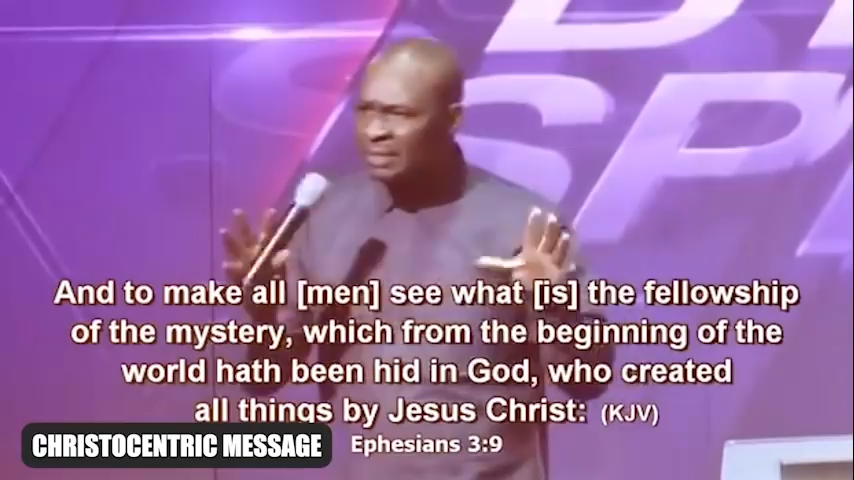 And to make all [men] see what [is] the fellowship
of the mystery, which from the beginning of the
world hath been hid in God, who created
all things by Jesus Christ: (KJV)
Ephesians 3:9
CHRISTOCENTRIC MESSAGE